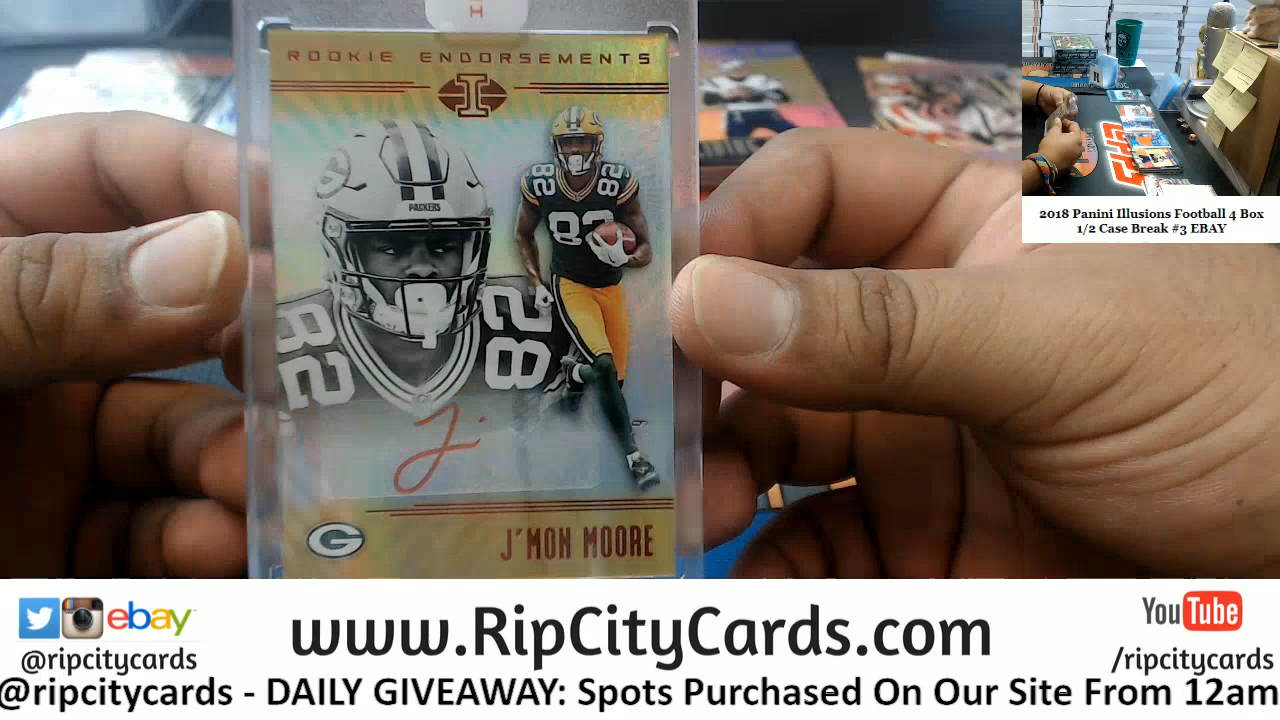 H
ROOKIE ENDORSEMENTS
I
PACKERS
82
82
82
82
82
J'MON MOORE
G
2018 Panini Illusions Football 4 Box
1/2 Case Break #3 EBAY
ebay
@ripcitycards
www.RipCityCards.com
YouTube
/ripcitycards
@ripcitycards - DAILY GIVEAWAY: Spots Purchased On Our Site From 12am